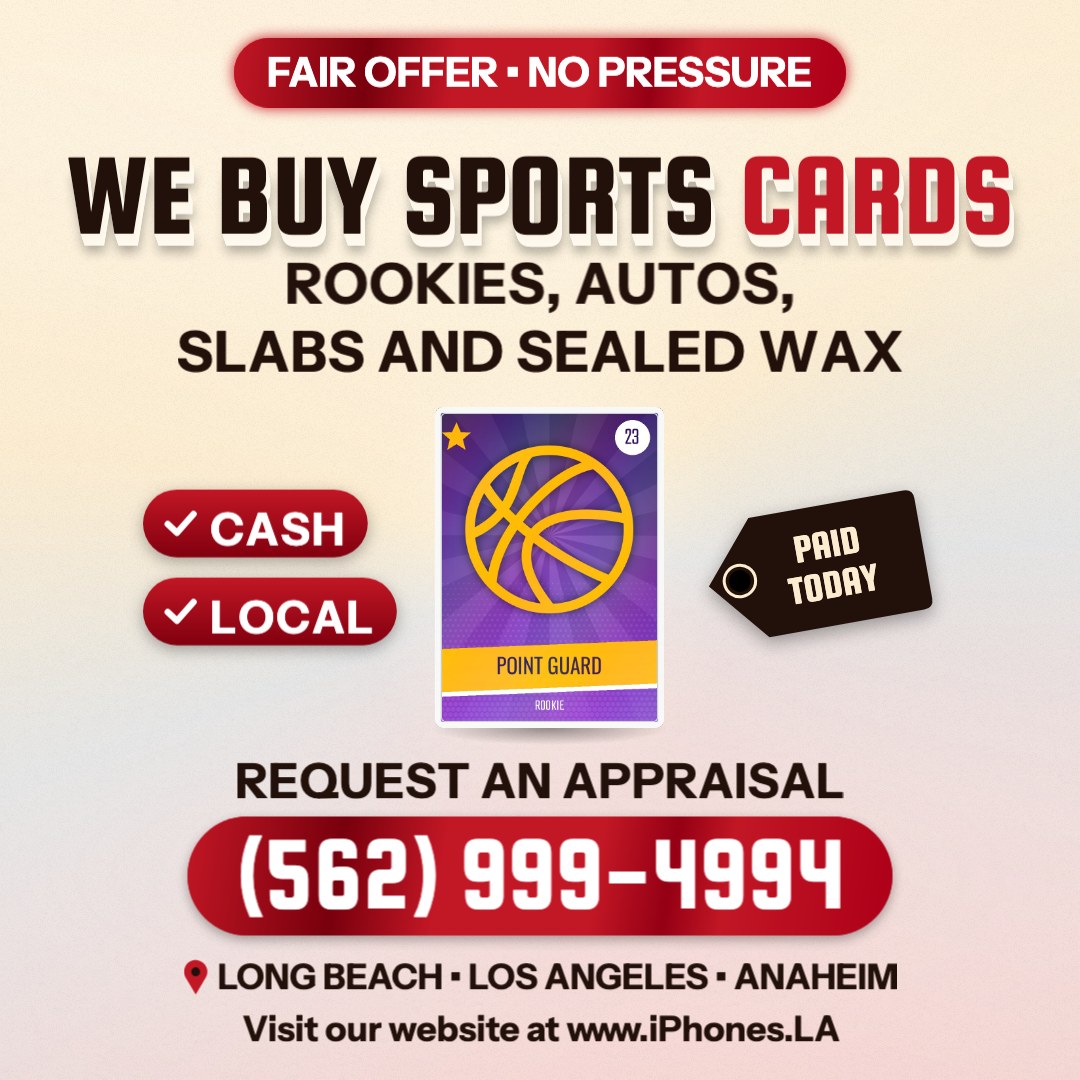 FAIR OFFER ▪ NO PRESSURE
WE BUY SPORTS CARDS
ROOKIES, AUTOS,
SLABS AND SEALED WAX
23
CASH
LOCAL
PAID
TODAY
POINT GUARD
ROOKIE
REQUEST AN APPRAISAL
(562) 999-4994
LONG BEACH ▪ LOS ANGELES ▪ ANAHEIM
Visit our website at www.iPhones.LA